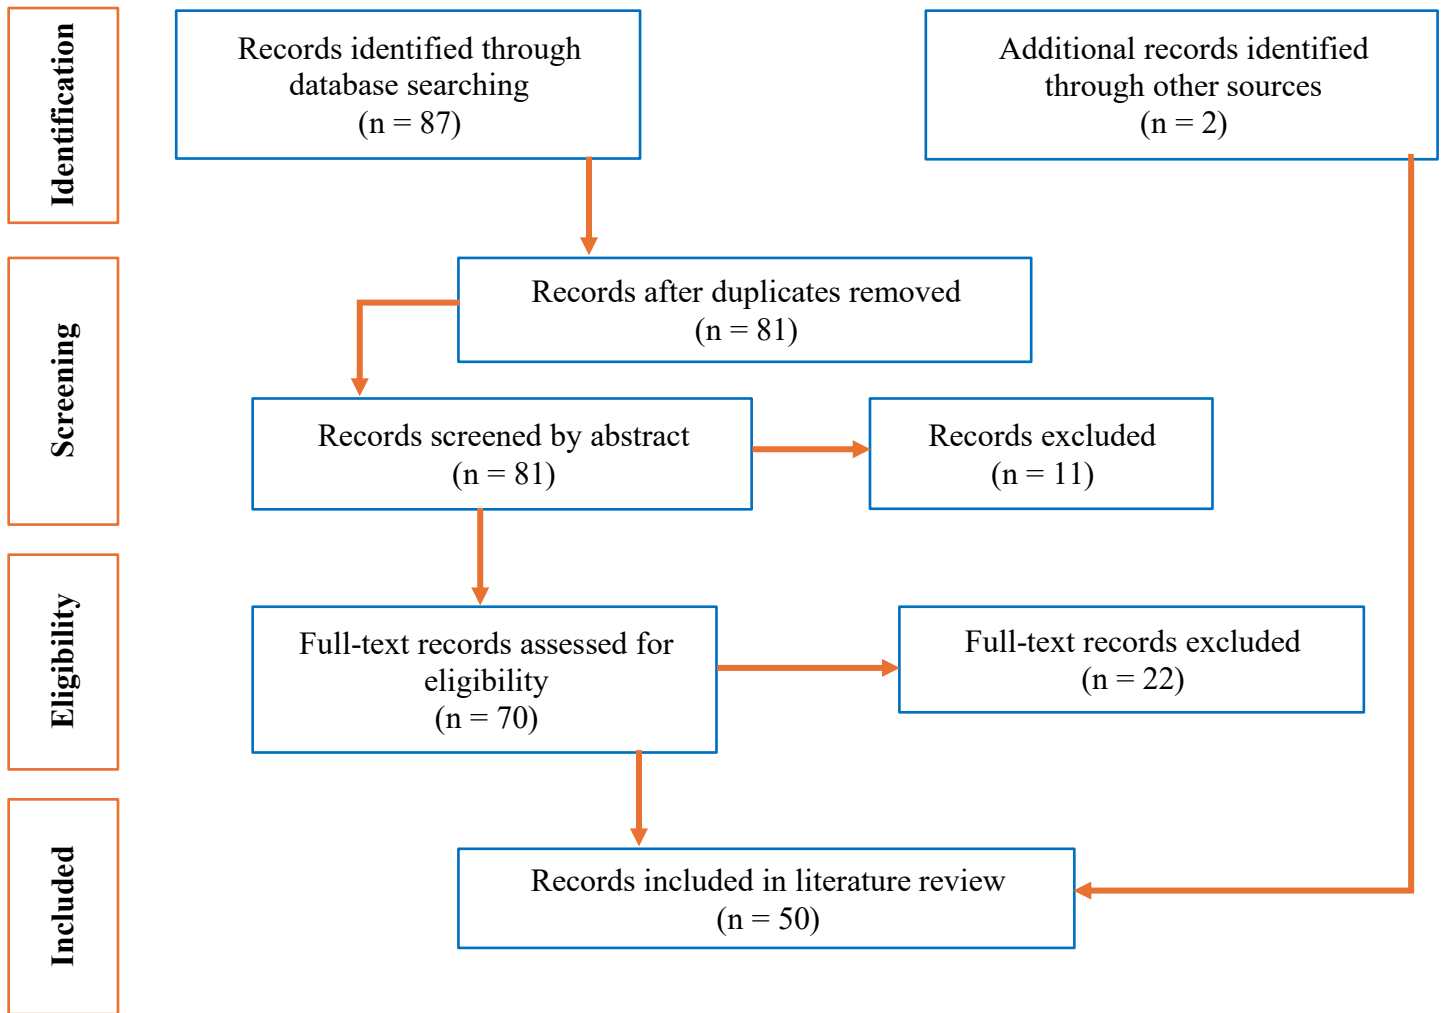 Identification
Records identified through
database searching
(n = 87)
Additional records identified
through other sources
(n = 2)
Screening
Records after duplicates removed
(n = 81)
Records screened by abstract
(n = 81)
Records excluded
(n = 11)
Eligibility
Full-text records assessed for
eligibility
(n = 70)
Full-text records excluded
(n = 22)
Included
Records included in literature review
(n = 50)